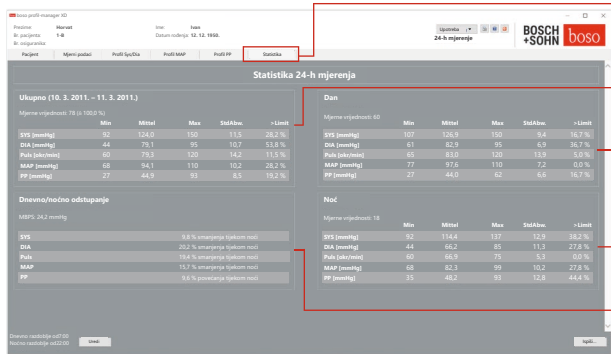 boso profil-manager XD
Prezime Horvat Ime: Ivan
Br. pacijenta 1-B Datum rođenja: 12. 12. 1950.
Br. osiguranika:
Upotreba
24-h mjerenje
BOSCH
+SOHN
boso
Pacijent Mjerni podaci Profil Sys/Dia Profil MAP Profil PP Statistika
Statistika 24-h mjerenja
Ukupno (10. 3. 2011. – 11. 3. 2011.)
Mjerne vrijednosti: 78 (≙ 100,0 %)
Min Mittel Max StdAbw. >Limit
SYS [mmHg] 92 124,0 150 11,5 28,2 %
DIA [mmHg] 44 79,1 95 10,7 53,8 %
Puls [okr/min] 60 79,3 120 14,2 11,5 %
MAP [mmHg] 68 94,1 110 10,2 28,2 %
PP [mmHg] 27 44,9 93 8,5 19,2 %
Dan
Mjerne vrijednosti: 60
Min Mittel Max StdAbw. >Limit
SYS [mmHg] 107 126,9 150 9,4 16,7 %
DIA [mmHg] 61 82,9 95 6,9 36,7 %
Puls [okr/min] 65 83,0 120 13,9 5,0 %
MAP [mmHg] 77 97,6 110 7,2 0,0 %
PP [mmHg] 27 44,0 62 6,6 16,7 %
Dnevno/noćno odstupanje
MBPS: 24,2 mmHg
SYS 9,8 % smanjenja tijekom noći
DIA 20,2 % smanjenja tijekom noći
Puls 19,4 % smanjenja tijekom noći
MAP 15,7 % smanjenja tijekom noći
PP 9,6 % povećanja tijekom noći
Noć
Mjerne vrijednosti: 18
Min Mittel Max StdAbw. >Limit
SYS [mmHg] 92 114,4 137 12,9 38,2 %
DIA [mmHg] 44 66,2 85 11,3 27,8 %
Puls [okr/min] 60 66,9 75 5,3 0,0 %
MAP [mmHg] 68 82,3 99 10,2 27,8 %
PP [mmHg] 35 48,2 93 12,8 44,4 %
Dnevno razdoblje od7:00
Noćno razdoblje od22:00
Uredi
Ispiši...